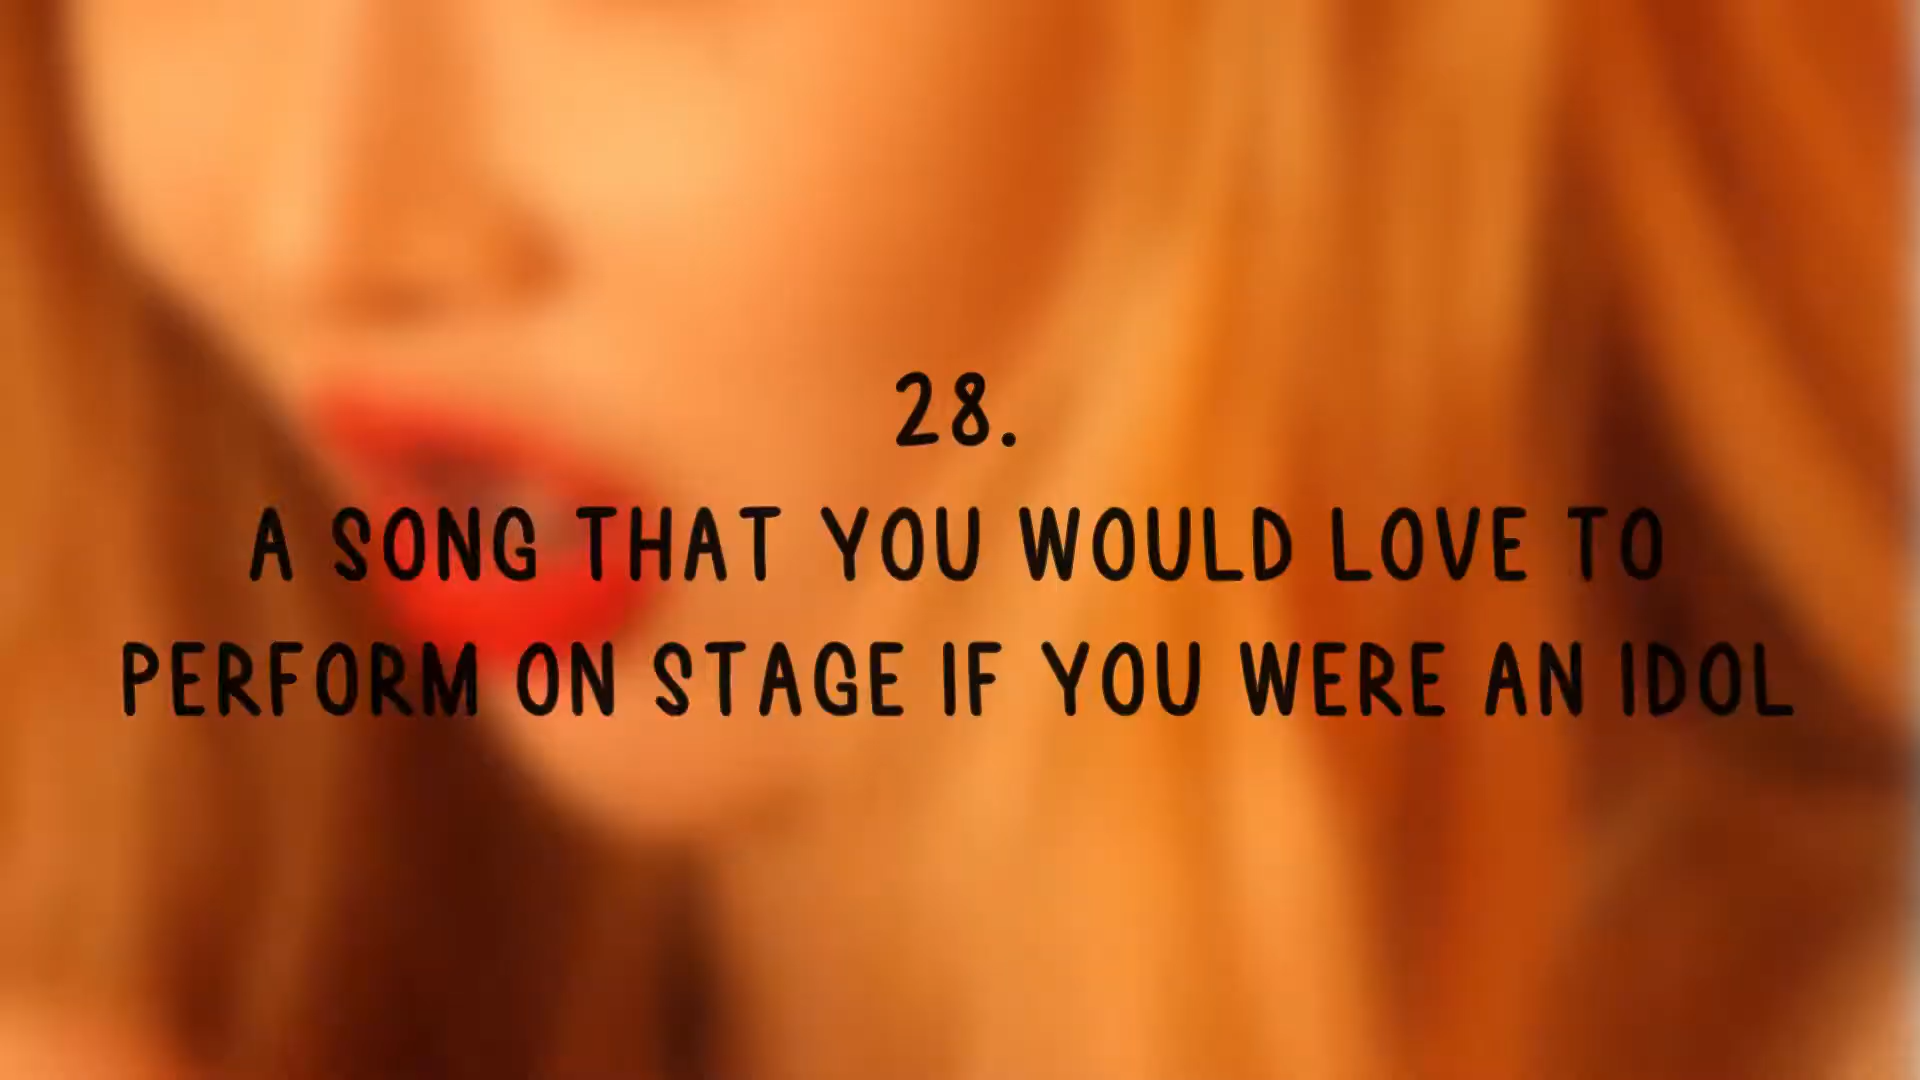 28.
A SONG THAT YOU WOULD LOVE TO
PERFORM ON STAGE IF YOU WERE AN IDOL